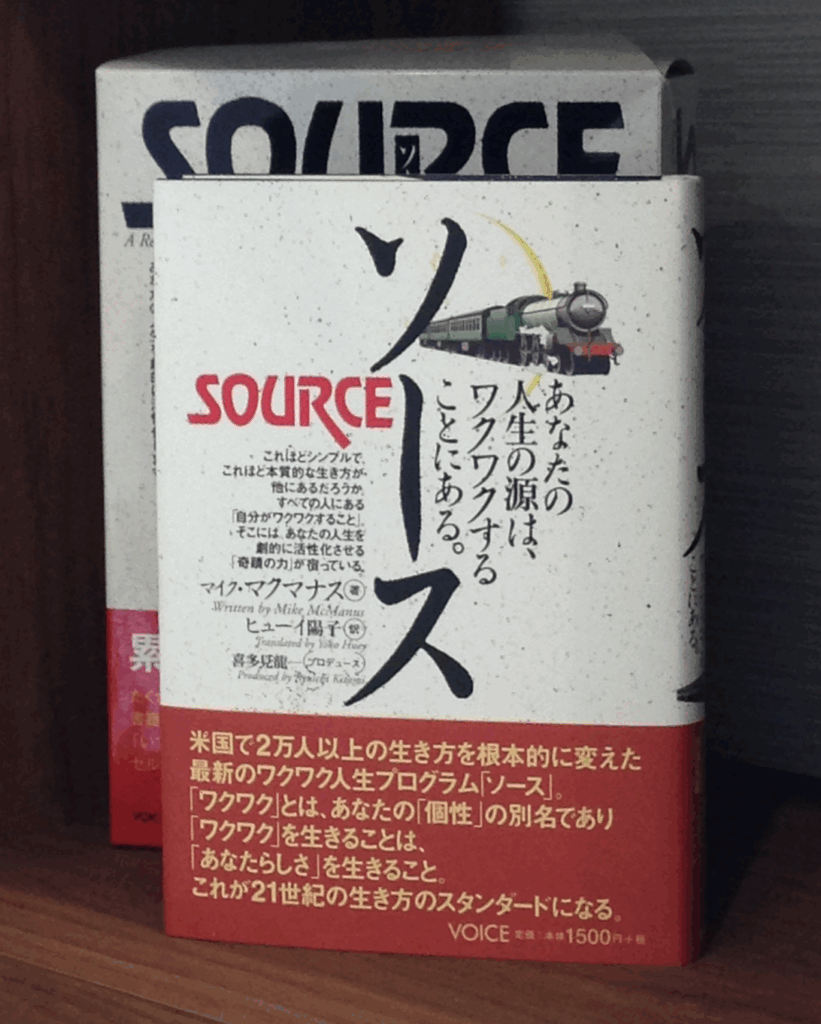 SOURCE
ソ
A Re
ソース
SOURCE
あなたの
人生の源は、
ワクワクする
ことにある。
これほどシンプルで、
これほど本質的な生き方が
他にあるだろうか。
すべての人にある
「自分がワクワクすること」。
そこには、あなたの人生を
劇的に活性化させる
「奇蹟の力」が宿っている。
マイク・マクマナス 著
Written by Mike McManus
ヒューイ陽子 訳
Translated by Yoko Huey
喜多見龍一 プロデュース
Produced by Ryuichi Kitami
米国で2万人以上の生き方を根本的に変えた
最新のワクワク人生プログラム「ソース」。
「ワクワク」とは、あなたの「個性」の別名であり
「ワクワク」を生きることは、
「あなたらしさ」を生きること。
これが21世紀の生き方のスタンダードになる。
VOICE 定価:本体1500円+税
累